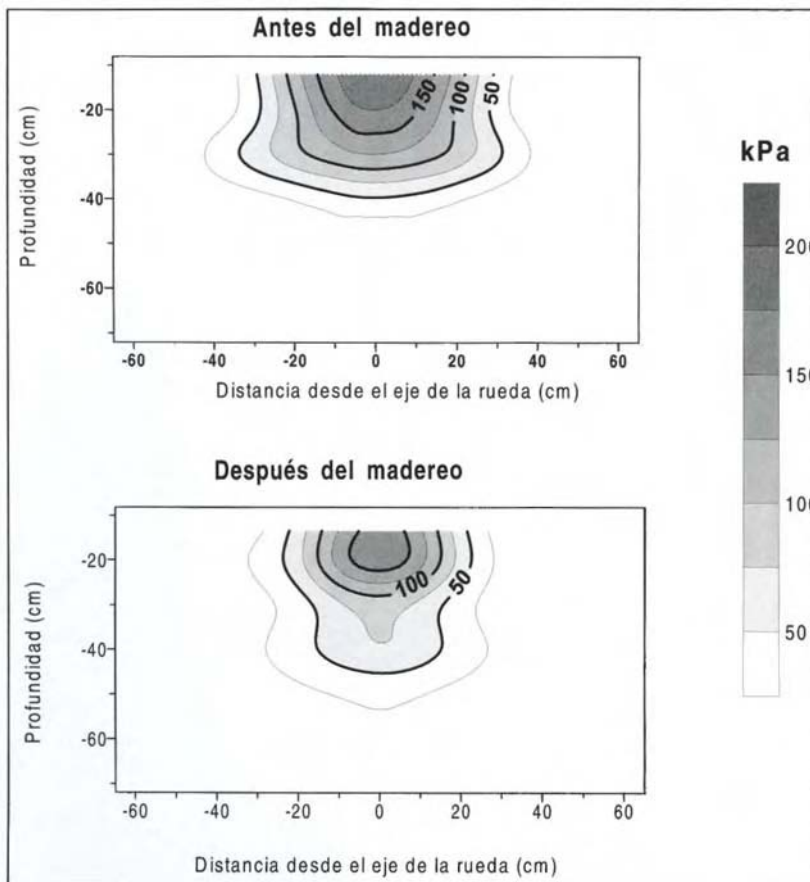 Antes del madereo
Profundidad (cm)
-20
-40
-60
150
100
50
-60 -40 -20 0 20 40 60
Distancia desde el eje de la rueda (cm)
kPa
200
150
100
50
Después del madereo
Profundidad (cm)
-20
-40
-60
100
50
-60 -40 -20 0 20 40 60
Distancia desde el eje de la rueda (cm)